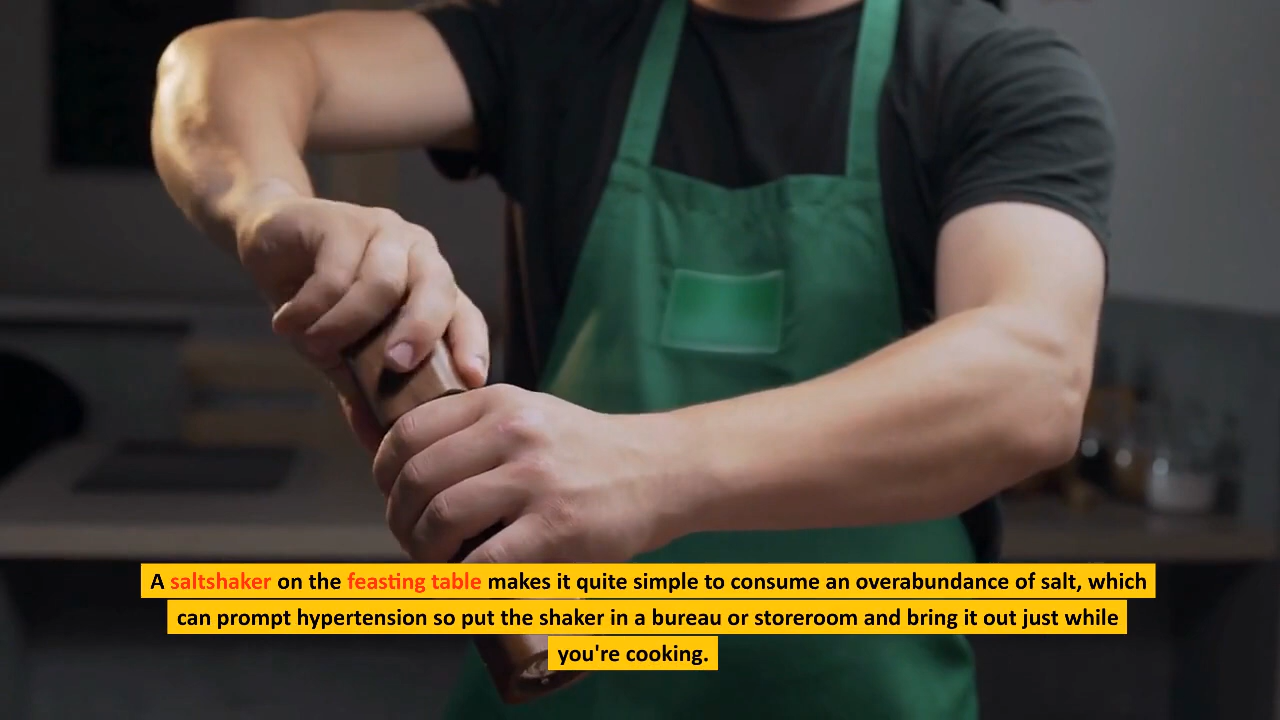 A saltshaker on the feasting table makes it quite simple to consume an overabundance of salt, which
can prompt hypertension so put the shaker in a bureau or storeroom and bring it out just while
you're cooking.